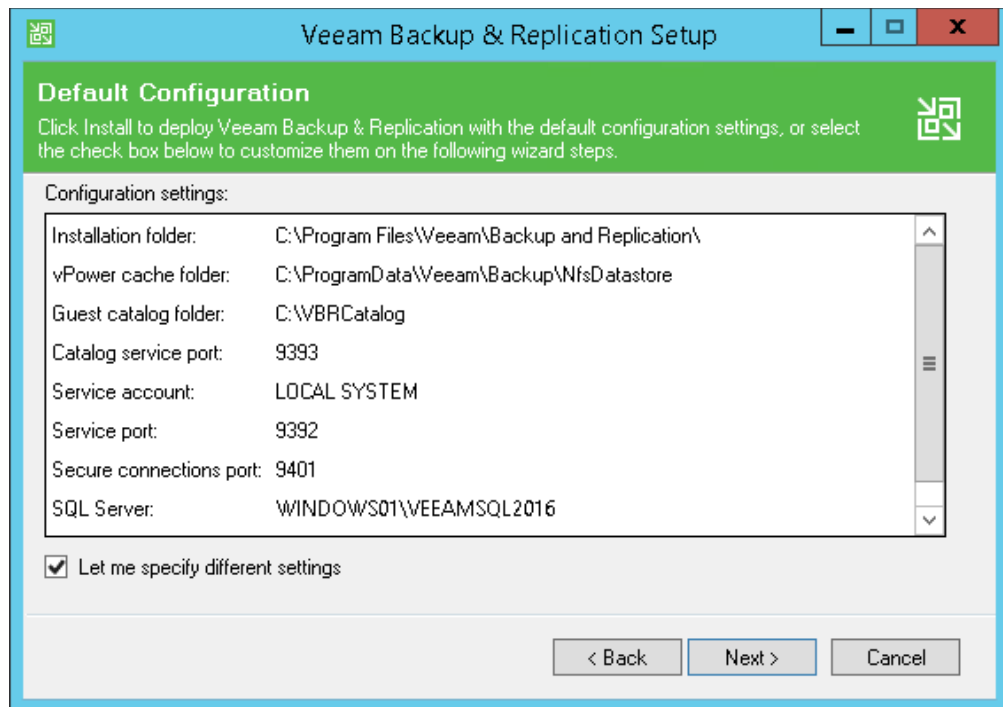 Veeam Backup & Replication Setup
Default Configuration
Click Install to deploy Veeam Backup & Replication with the default configuration settings, or select
the check box below to customize them on the following wizard steps.
Configuration settings:
Installation folder: C:\Program Files\Veeam\Backup and Replication\
vPower cache folder: C:\ProgramData\Veeam\Backup\NfsDatastore
Guest catalog folder: C:\VBRCatalog
Catalog service port: 9393
Service account: LOCAL SYSTEM
Service port: 9392
Secure connections port: 9401
SQL Server: WINDOWS01\VEEAMSQL2016
Let me specify different settings
< Back Next > Cancel